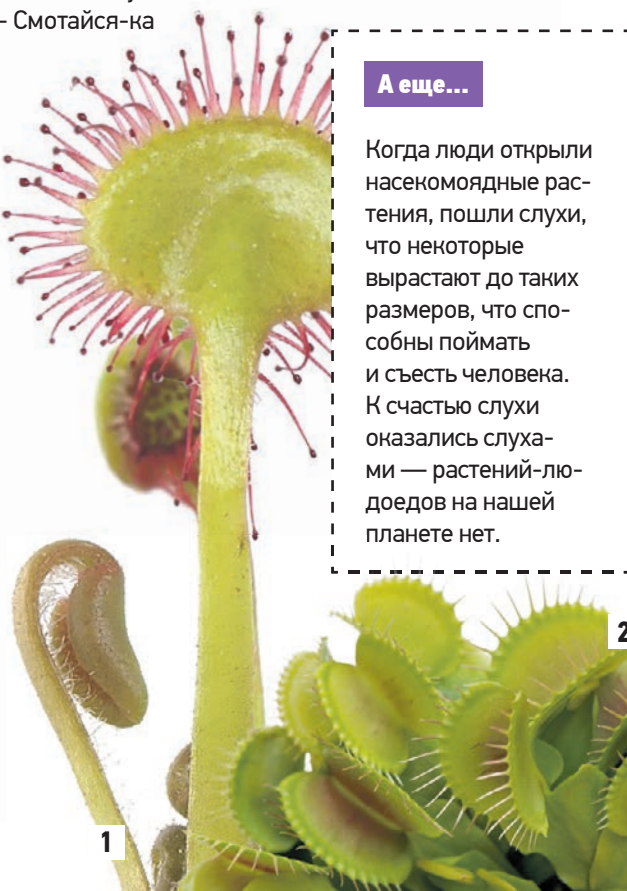 – Смотайся-ка
А еще...
Когда люди открыли
насекомоядные рас-
тения, пошли слухи,
что некоторые
вырастают до таких
размеров, что спо-
собны поймать
и съесть человека.
К счастью слухи
оказались слуха-
ми — растений-лю-
доедов на нашей
планете нет.
2
1